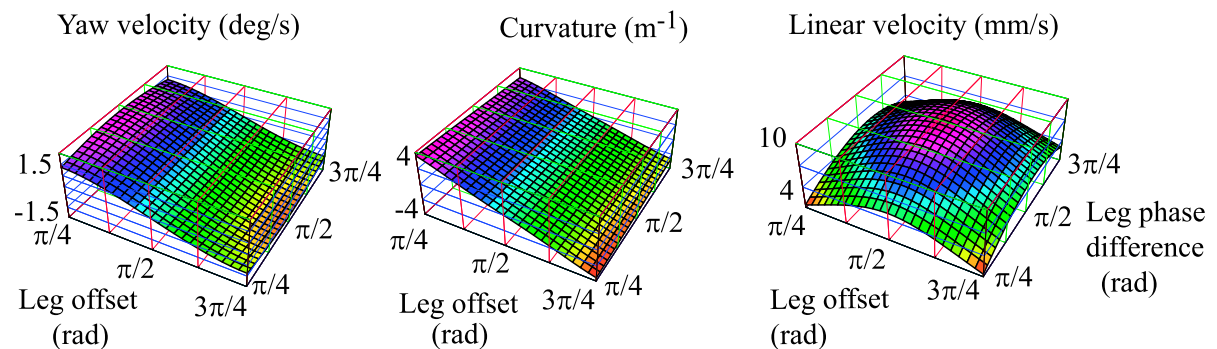 Yaw velocity (deg/s)
1.5
-1.5
π/4
π/2
3π/4
π/4
π/2
3π/4
Leg offset
(rad)
Curvature (m-1)
4
-4
π/4
π/2
3π/4
π/4
π/2
3π/4
Leg offset
(rad)
Linear velocity (mm/s)
10
4
π/4
π/2
3π/4
π/4
π/2
3π/4
Leg offset
(rad)
Leg phase
difference
(rad)